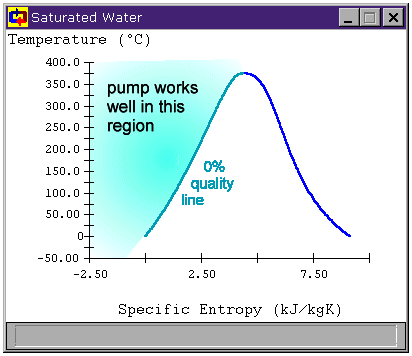 Saturated Water
Temperature (°C)
400.0
350.0
300.0
250.0
200.0
150.0
100.0
50.00
0
-50.00
pump works
well in this
region
0%
quality
line
-2.50
2.50
7.50
Specific Entropy (kJ/kgK)